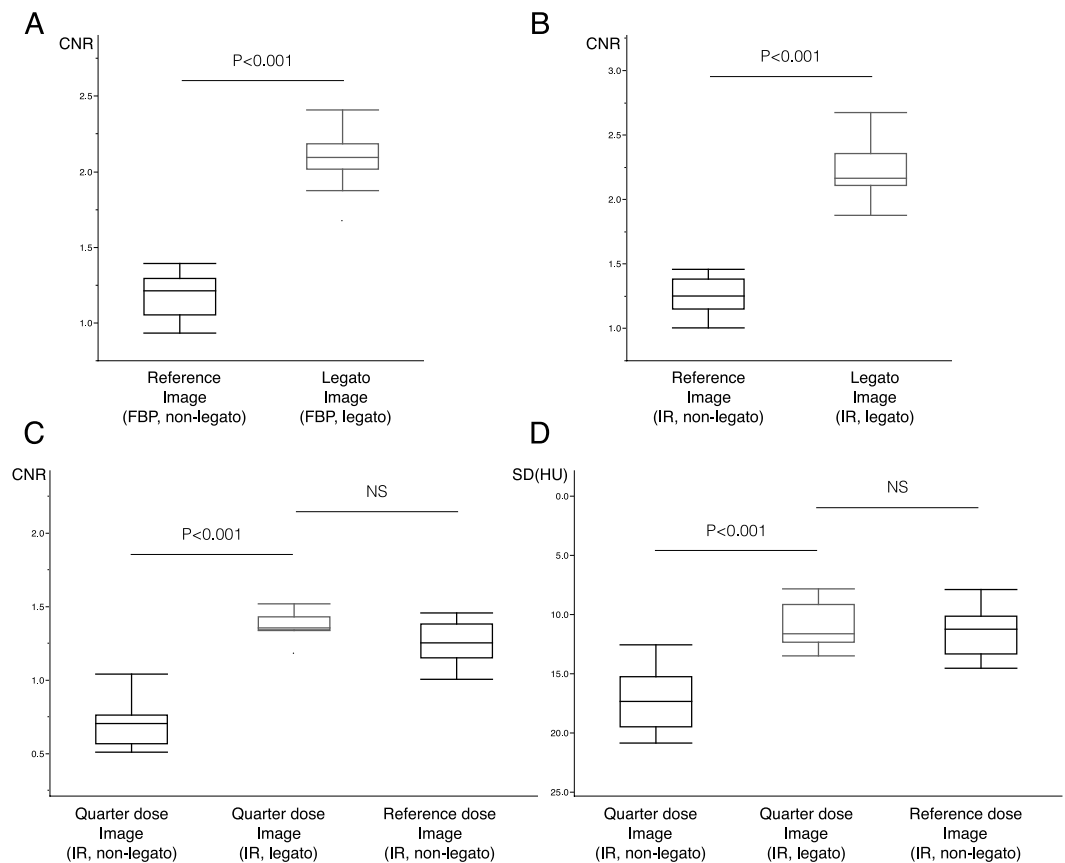 A
CNR
P<0.001
2.5
2.0
1.5
1.0
Reference
Image
(FBP, non-legato)
Legato
Image
(FBP, legato)
B
CNR
P<0.001
3.0
2.5
2.0
1.5
1.0
Reference
Image
(IR, non-legato)
Legato
Image
(IR, legato)
C
CNR
NS
P<0.001
2.0
1.5
1.0
0.5
Quarter dose
Image
(IR, non-legato)
Quarter dose
Image
(IR, legato)
Reference dose
Image
(IR, non-legato)
D
SD(HU)
NS
P<0.001
0.0
5.0
10.0
15.0
20.0
25.0
Quarter dose
Image
(IR, non-legato)
Quarter dose
Image
(IR, legato)
Reference dose
Image
(IR, non-legato)